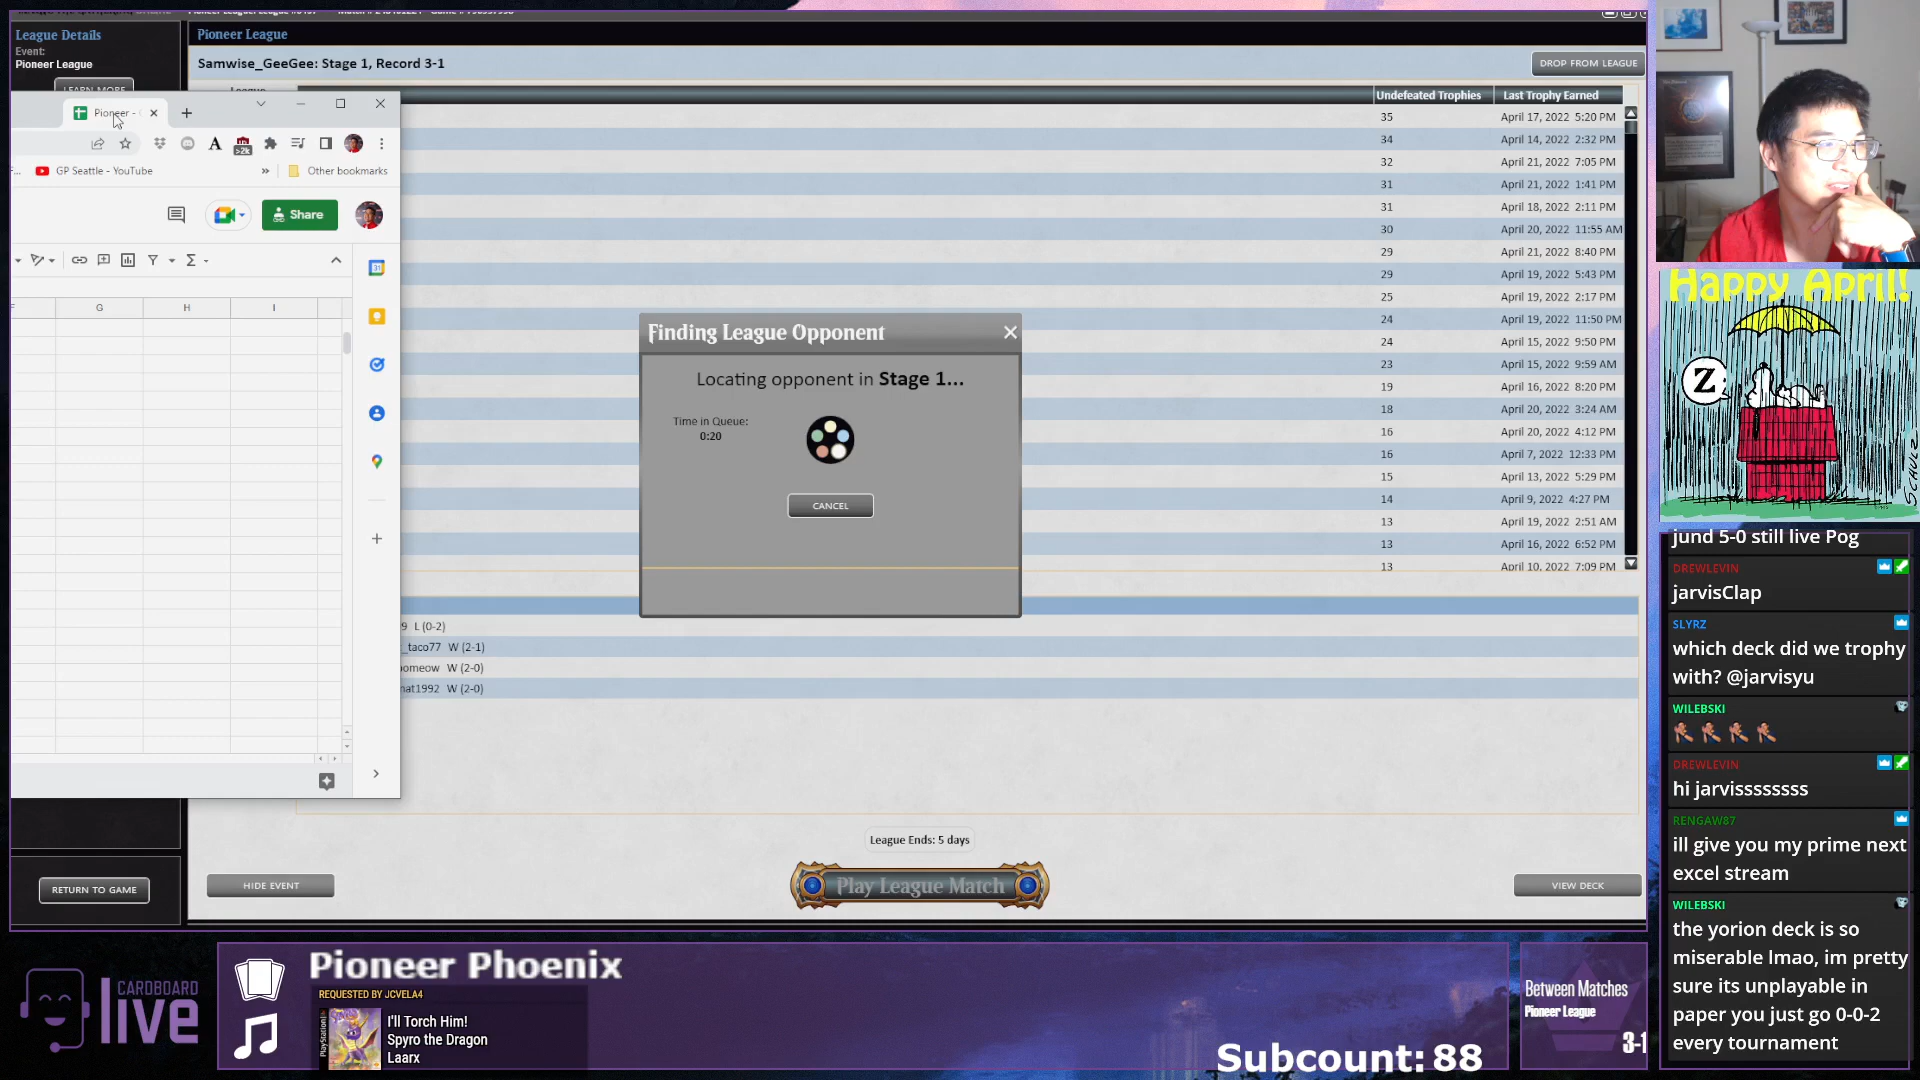 League Details
Event:
Pioneer League
LEARN MORE
Pioneer League
Samwise_GeeGee: Stage 1, Record 3-1
DROP FROM LEAGUE
League
Undefeated Trophies
Last Trophy Earned
35 April 17, 2022 5:20 PM
34 April 14, 2022 2:32 PM
32 April 21, 2022 7:05 PM
31 April 21, 2022 1:41 PM
31 April 18, 2022 2:11 PM
30 April 20, 2022 11:55 AM
29 April 21, 2022 8:40 PM
29 April 19, 2022 5:43 PM
25 April 19, 2022 2:17 PM
24 April 19, 2022 11:50 PM
24 April 15, 2022 9:50 PM
23 April 15, 2022 9:59 AM
19 April 16, 2022 8:20 PM
18 April 20, 2022 3:24 AM
16 April 20, 2022 4:12 PM
16 April 7, 2022 12:33 PM
15 April 13, 2022 5:29 PM
14 April 9, 2022 4:27 PM
13 April 19, 2022 2:51 AM
13 April 16, 2022 6:52 PM
13 April 10, 2022 7:09 PM
Pioneer -
A
>2k
GP Seattle - YouTube
»
Other bookmarks
Share
G H I
Finding League Opponent
Locating opponent in Stage 1...
Time in Queue:
0:20
CANCEL
9 L (0-2)
_taco77 W (2-1)
omeow W (2-0)
nat1992 W (2-0)
League Ends: 5 days
Play League Match
HIDE EVENT
VIEW DECK
RETURN TO GAME
Happy April!
Z
SCHULZ
jund 5-0 still live Pog
DREWLEVIN
jarvisClap
SLYRZ
which deck did we trophy
with? @jarvisyu
WILEBSKI
DREWLEVIN
hi jarvisssssssss
RENGAW87
ill give you my prime next
excel stream
WILEBSKI
the yorion deck is so
miserable lmao, im pretty
sure its unplayable in
paper you just go 0-0-2
every tournament
CARDBOARD
live
Pioneer Phoenix
REQUESTED BY JCVELA4
PlayStation
I'll Torch Him!
Spyro the Dragon
Laarx
Between Matches
Pioneer League
3-1
Subcount: 88